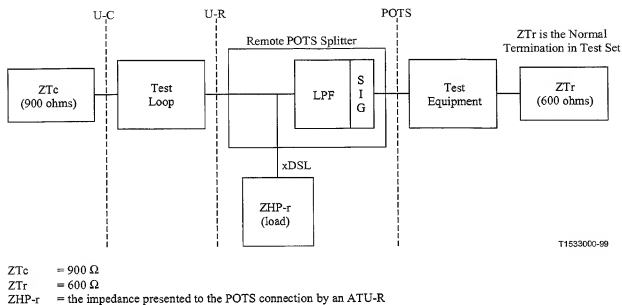 U-C
U-R
POTS
ZTr is the Normal
Termination in Test Set
Remote POTS Splitter
ZTc
(900 ohms)
Test
Loop
LPF
S
I
G
Test
Equipment
ZTr
(600 ohms)
xDSL
ZHP-r
(load)
T1533000-99
ZTc = 900 Ω
ZTr = 600 Ω
ZHP-r = the impedance presented to the POTS connection by an ATU-R